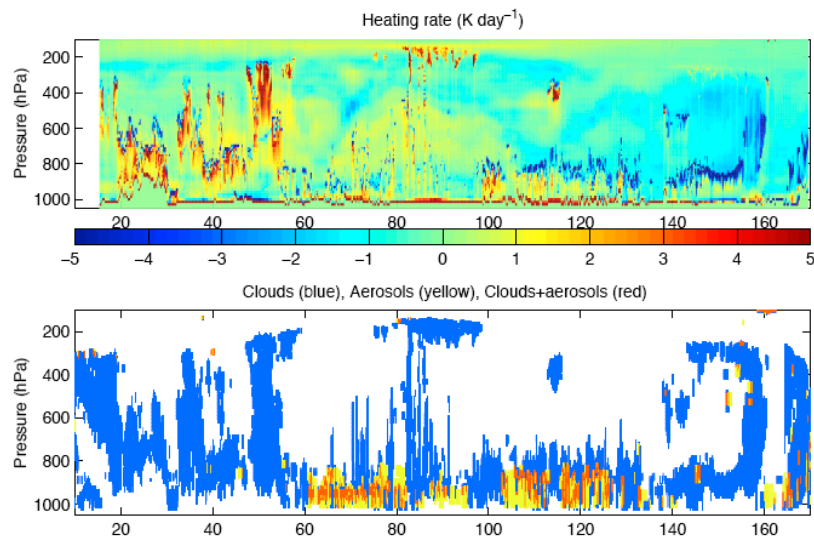 Heating rate (K day⁻¹)
Pressure (hPa)
200
400
600
800
1000
20 40 60 80 100 120 140 160
−5 −4 −3 −2 −1 0 1 2 3 4 5
Clouds (blue), Aerosols (yellow), Clouds+aerosols (red)
Pressure (hPa)
200
400
600
800
1000
20 40 60 80 100 120 140 160